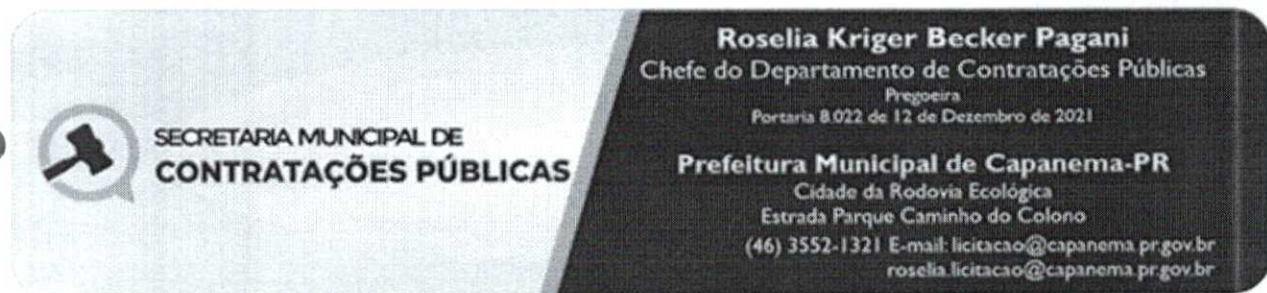 SECRETARIA MUNICIPAL DE
CONTRATAÇÕES PÚBLICAS
Roselia Kriger Becker Pagani
Chefe do Departamento de Contratações Públicas
Pregoeira
Portaria 8.022 de 12 de Dezembro de 2021
Prefeitura Municipal de Capanema-PR
Cidade da Rodovia Ecológica
Estrada Parque Caminho do Colono
(46) 3552-1321 E-mail: licitacao@capanema.pr.gov.br
roselia.licitacao@capanema.pr.gov.br